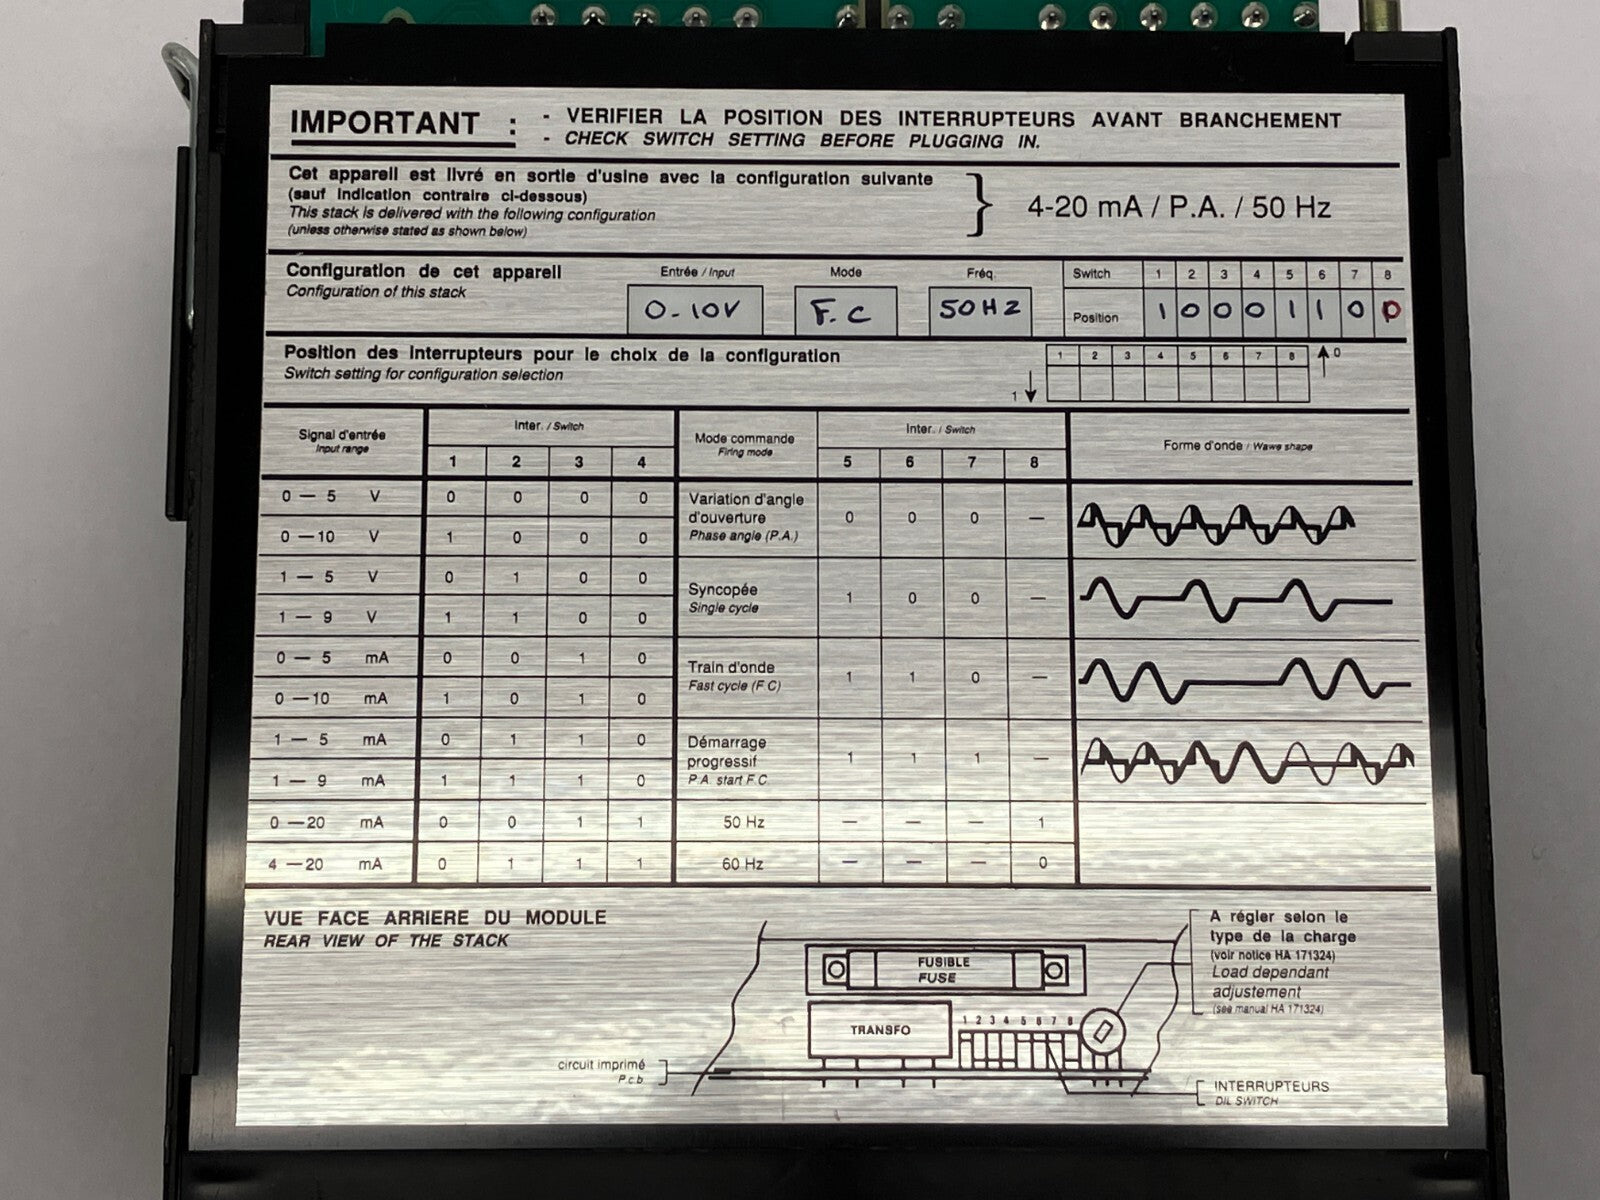 IMPORTANT : - VERIFIER LA POSITION DES INTERRUPTEURS AVANT BRANCHEMENT
- CHECK SWITCH SETTING BEFORE PLUGGING IN.
Cet appareil est livré en sortie d'usine avec la configuration suivante
(sauf indication contraire ci-dessous)
This stack is delivered with the following configuration
(unless otherwise stated as shown below)
} 4-20 mA / P.A. / 50 Hz
Configuration de cet appareil
Configuration of this stack
Entrée / Input Mode Fréq.
0-10V F.C 50HZ
Switch 1 2 3 4 5 6 7 8
Position 1 0 0 0 1 1 0
Position des interrupteurs pour le choix de la configuration
Switch setting for configuration selection
1 2 3 4 5 6 7 8 ↑ 0
1 ↓
Signal d'entrée
Input range
Inter. / Switch
1 2 3 4
0 — 5 V 0 0 0 0
0 — 10 V 1 0 0 0
1 — 5 V 0 1 0 0
1 — 9 V 1 1 0 0
0 — 5 mA 0 0 1 0
0 — 10 mA 1 0 1 0
1 — 5 mA 0 1 1 0
1 — 9 mA 1 1 1 0
0 — 20 mA 0 0 1 1
4 — 20 mA 0 1 1 1
Mode commande
Firing mode
Inter. / Switch
5 6 7 8
Forme d'onde / Wawe shape
Variation d'angle
d'ouverture
Phase angle (P.A.)
0 0 0 —
Syncopée
Single cycle
1 0 0 —
Train d'onde
Fast cycle (F C)
1 1 0 —
Démarrage
progressif
P.A. start F.C.
1 1 1 —
50 Hz — — — 1
60 Hz — — — 0
VUE FACE ARRIERE DU MODULE
REAR VIEW OF THE STACK
FUSIBLE
FUSE
TRANSFO
1 2 3 4 5 6 7 8
circuit imprimé
P.c.b.
A régler selon le
type de la charge
(voir notice HA 171324)
Load dependant
adjustement
(see manual HA 171324)
INTERRUPTEURS
DIL SWITCH